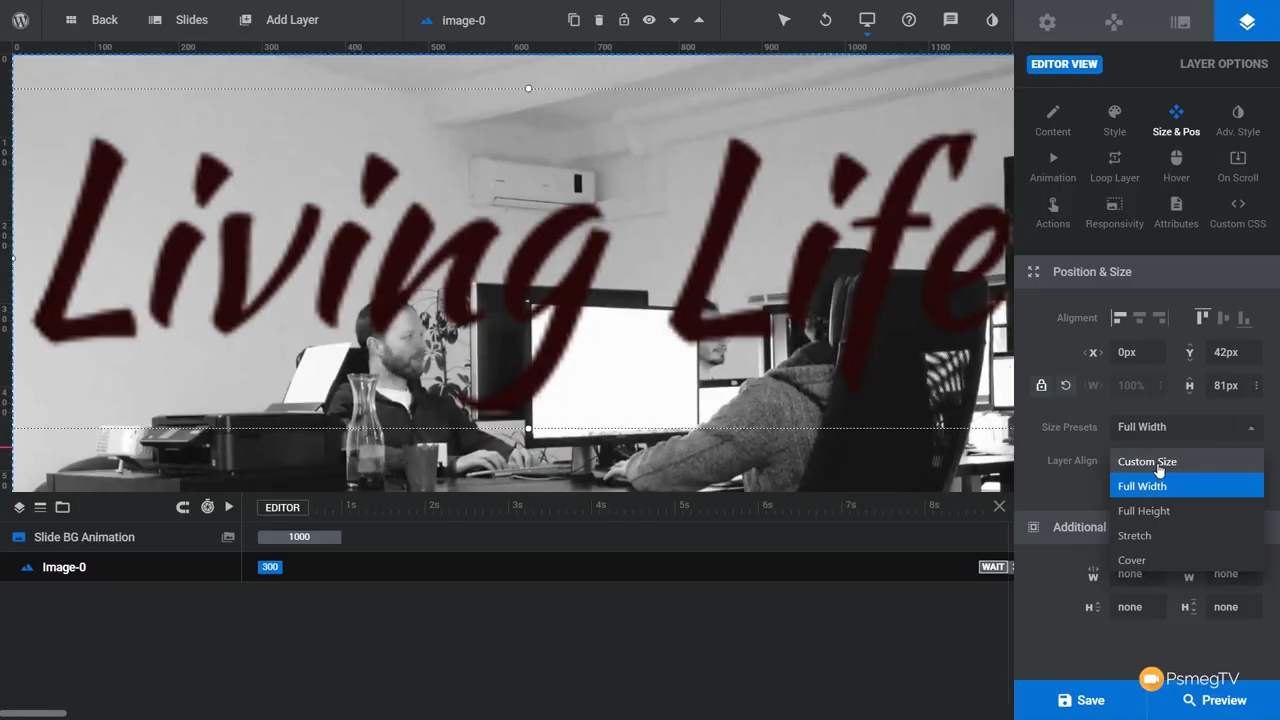 Back
Slides
Add Layer
image-0
0 100 200 300 400 500 600 700 800 900 1000 1100
EDITOR VIEW
LAYER OPTIONS
Content
Style
Size & Pos
Adv. Style
Animation
Loop Layer
Hover
On Scroll
Actions
Responsivity
Attributes
Custom CSS
Living Life
Position & Size
Aligment
X 0px Y 42px
W 100% H 81px
Size Presets Full Width
Layer Align
Custom Size
Full Width
Full Height
Stretch
Cover
Additional
W none W none
H none H none
EDITOR 1s 2s 3s 4s 5s 6s 7s 8s
Slide BG Animation
1000
Image-0
300
WAIT
PsmegTV
Save
Preview